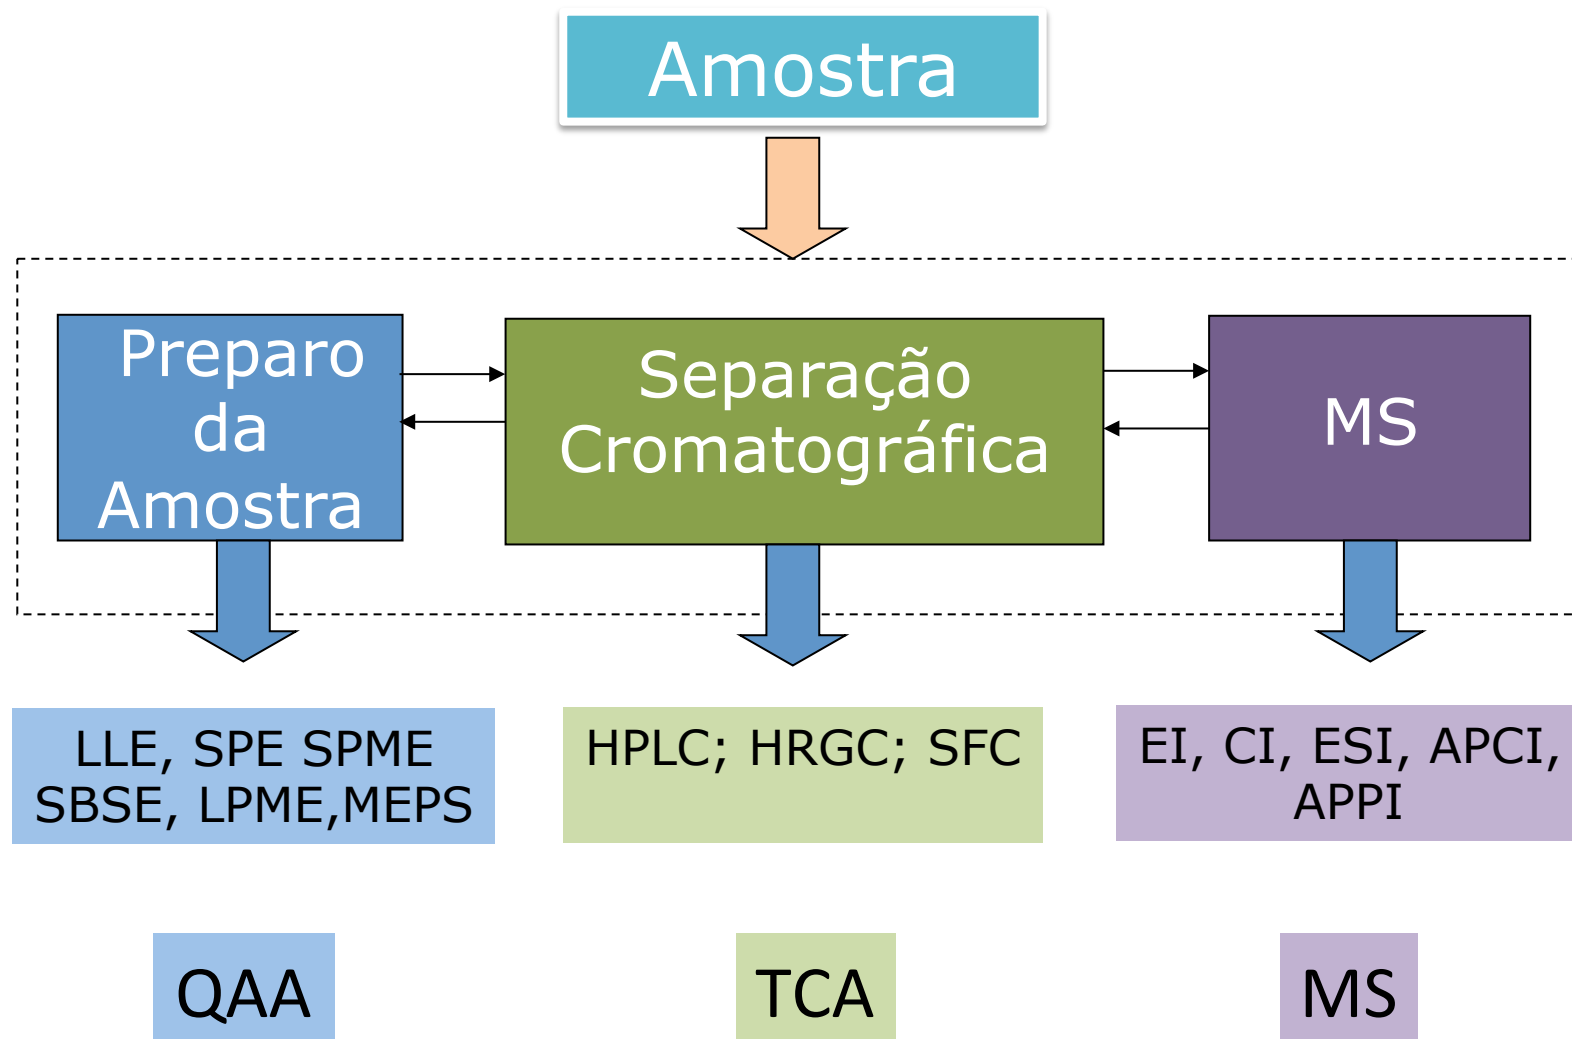 Amostra
Preparo
da
Amostra
Separação
Cromatográfica
MS
LLE, SPE SPME
SBSE, LPME,MEPS
HPLC; HRGC; SFC
EI, CI, ESI, APCI,
APPI
QAA
TCA
MS